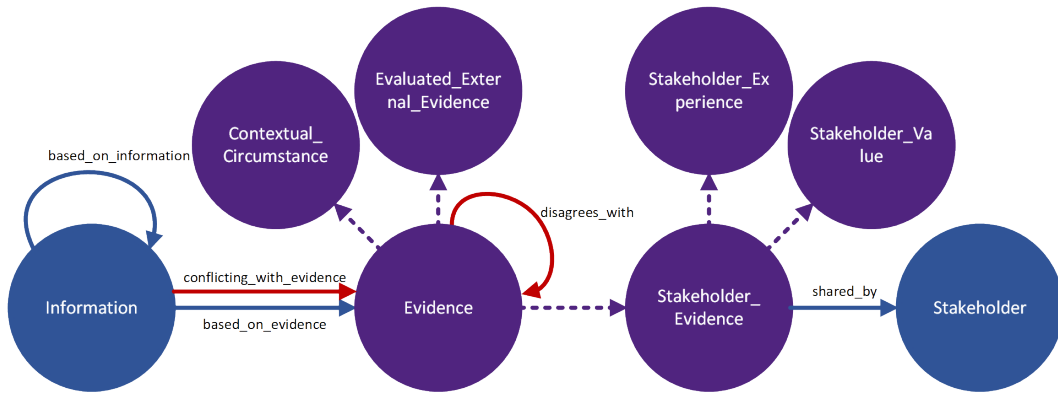 Evaluated_Exter
nal_Evidence
Stakeholder_Ex
perience
Contextual_
Circumstance
Stakeholder_Va
lue
based_on_information
disagrees_with
conflicting_with_evidence
shared_by
Information
Evidence
Stakeholder_
Evidence
Stakeholder
based_on_evidence